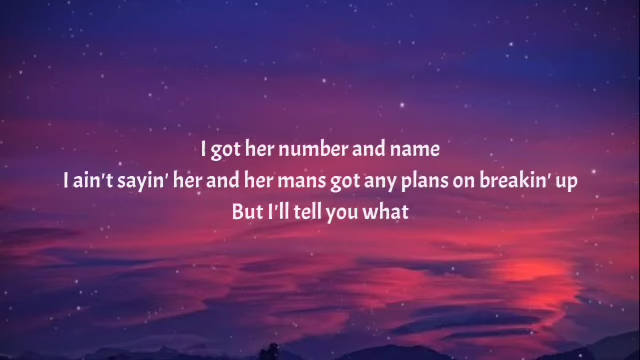 I got her number and name
I ain't sayin' her and her mans got any plans on breakin' up
But I'll tell you what